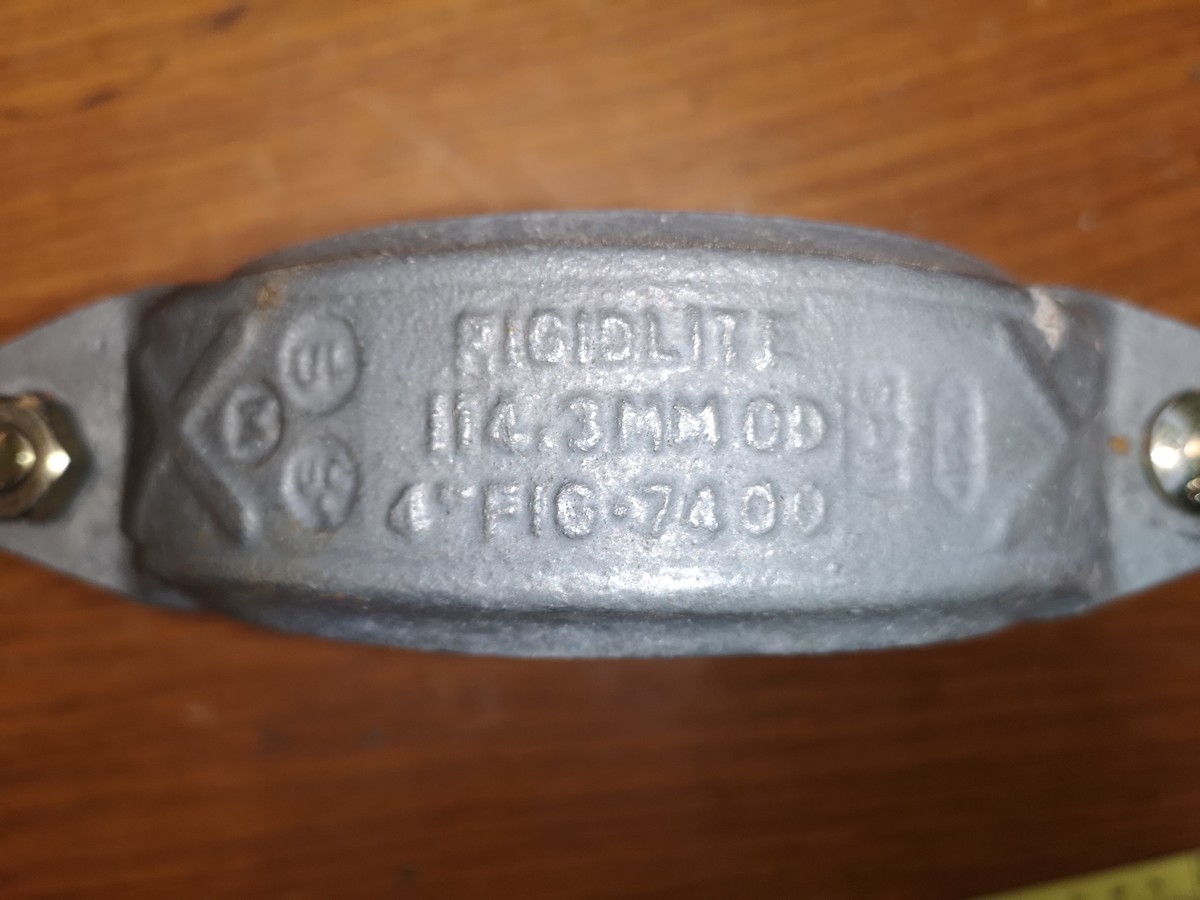 RIGIDLITE
114.3MM OD
4" FIG-7400